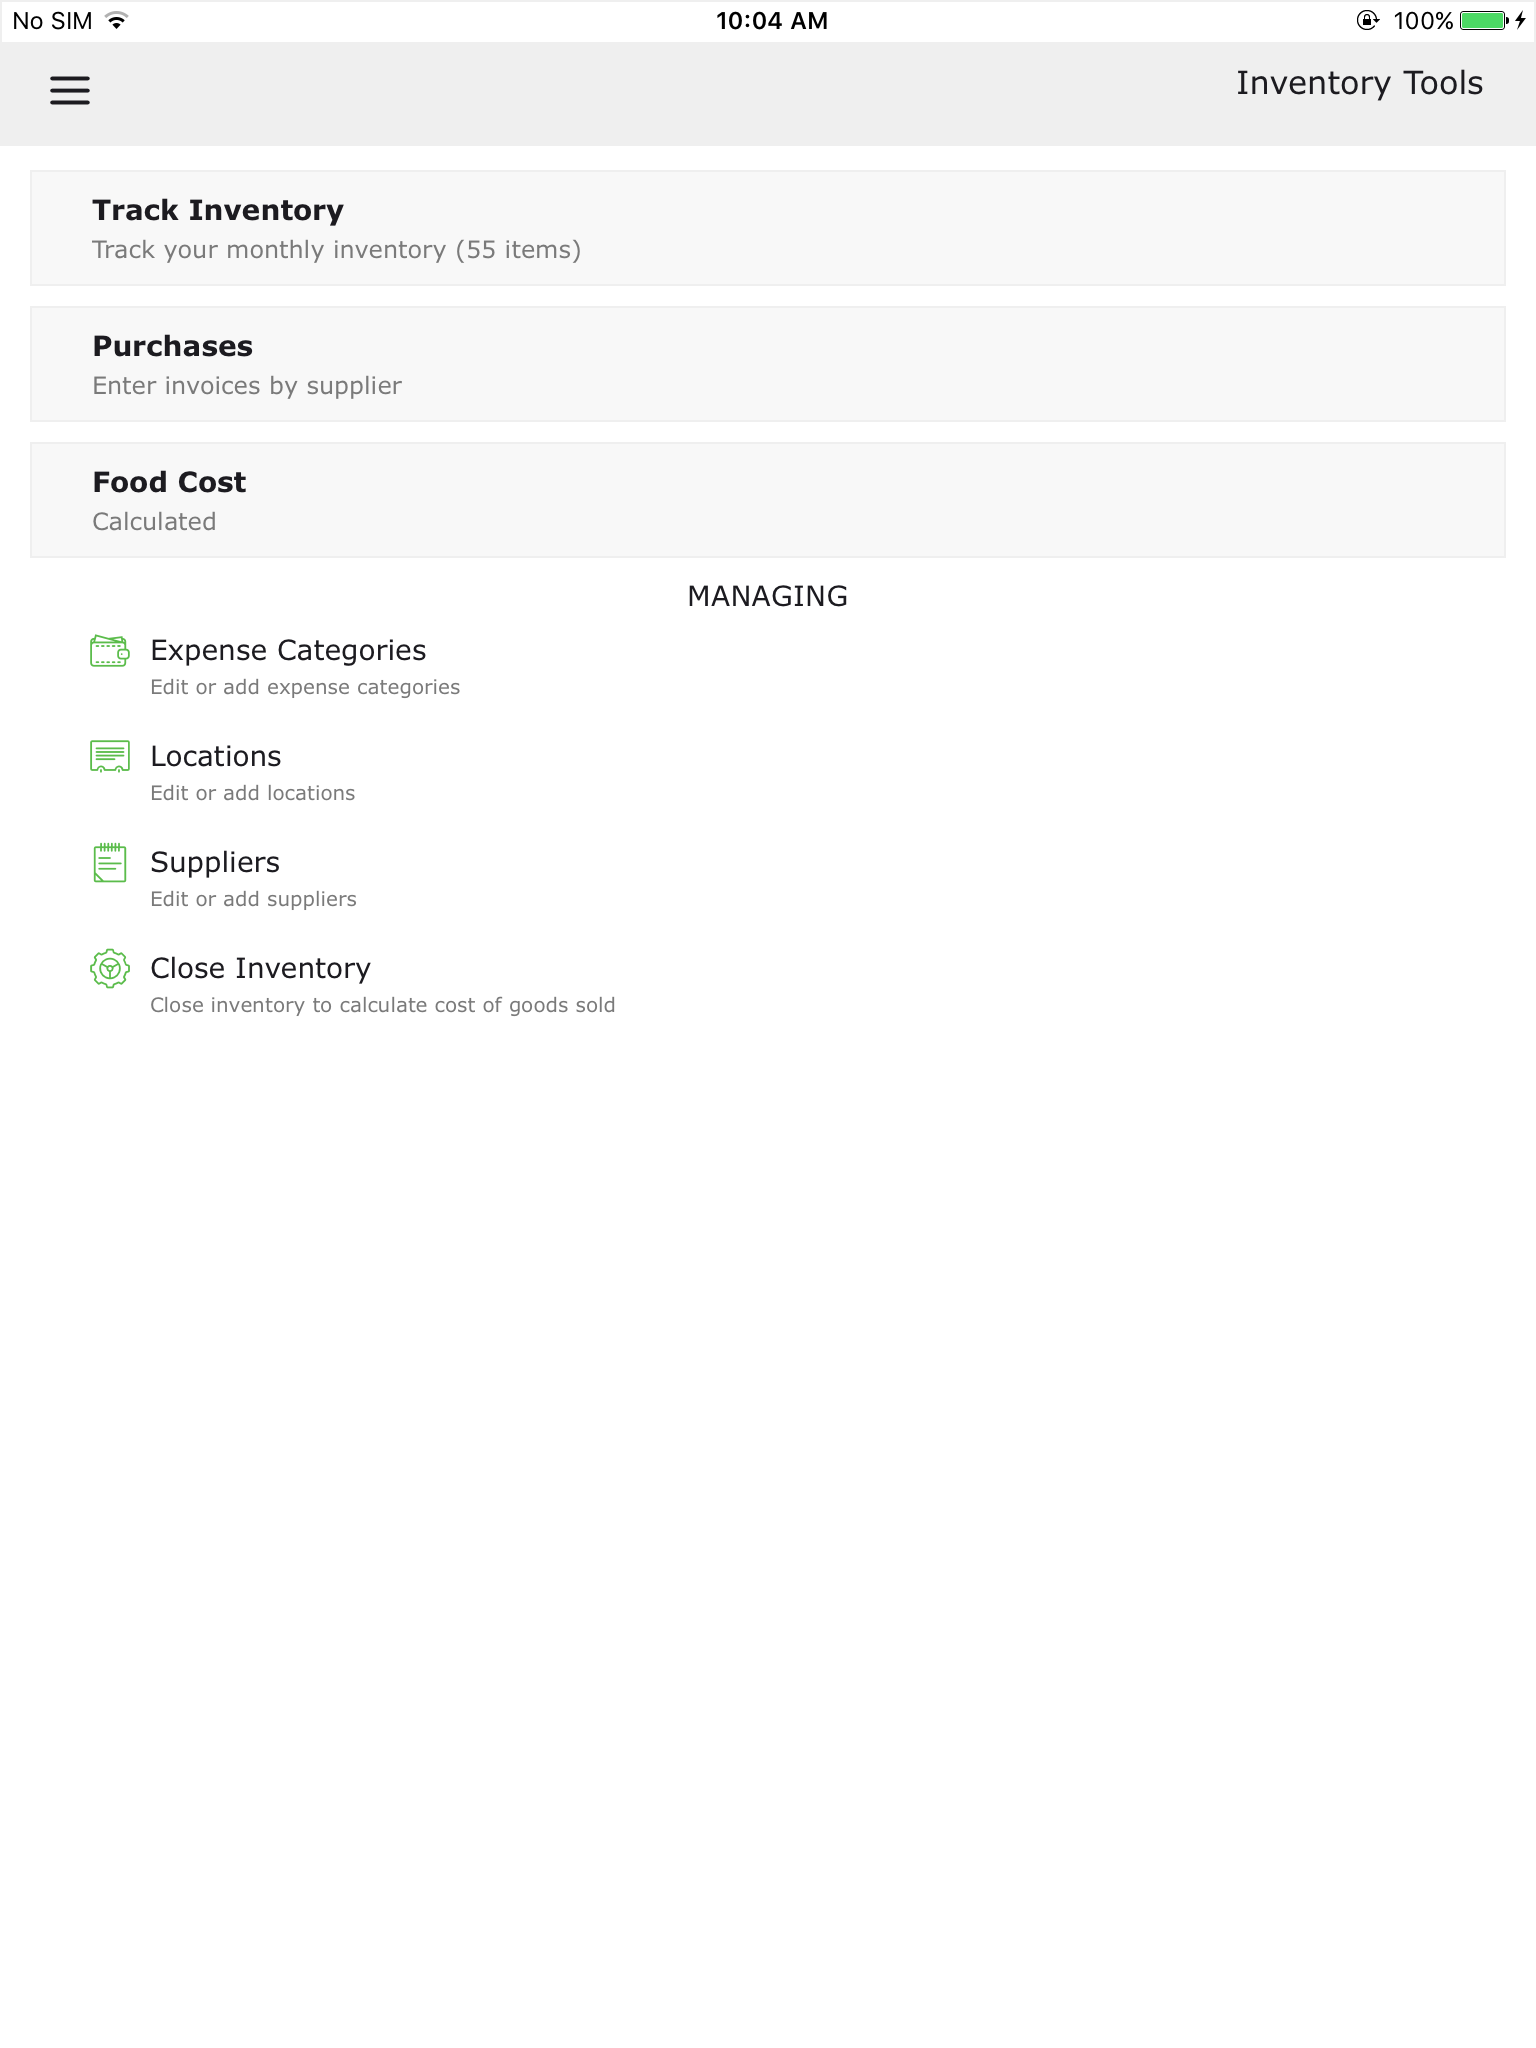 No SIM 10:04 AM 100%
Inventory Tools
Track Inventory
Track your monthly inventory (55 items)
Purchases
Enter invoices by supplier
Food Cost
Calculated
MANAGING
Expense Categories
Edit or add expense categories
Locations
Edit or add locations
Suppliers
Edit or add suppliers
Close Inventory
Close inventory to calculate cost of goods sold